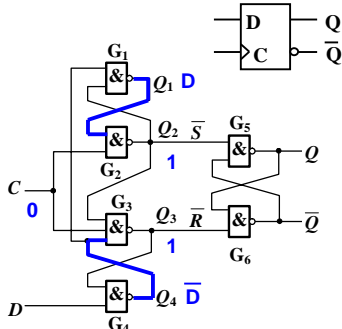 D Q
C Q̅
G₁
& Q₁ D
Q₂ S̅ G₅
& & Q
G₂ 1
C
0 G₃
Q₃ R̅
& 1 & Q̅
G₆
Q₄ D̅
D &
G₄